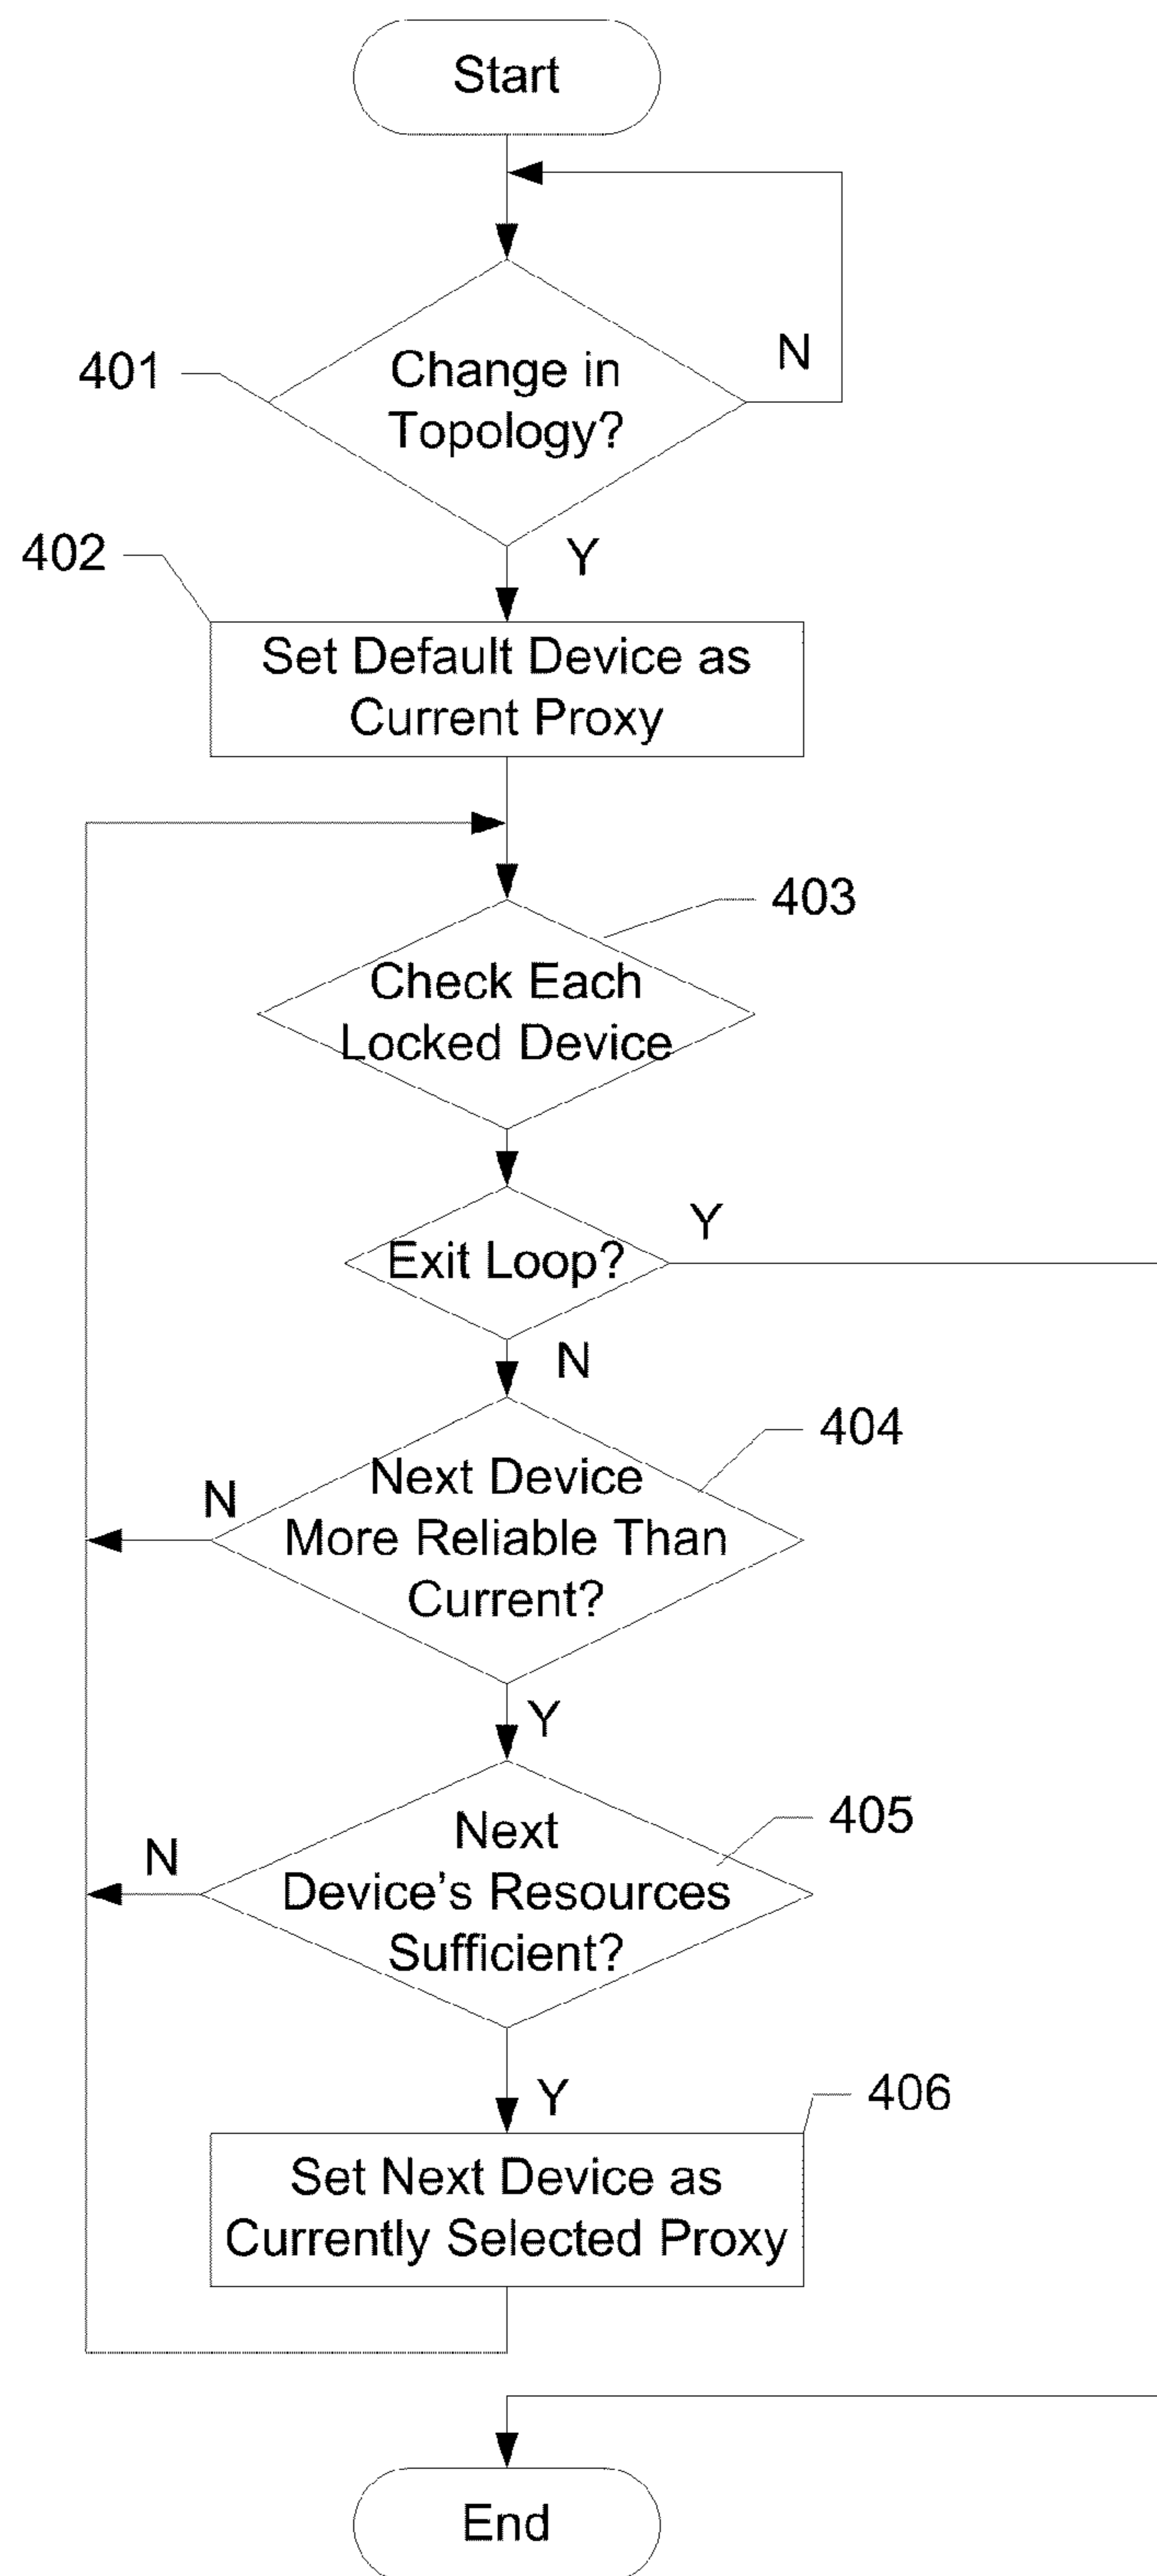 Start
N
401
Change in
Topology?
402
Y
Set Default Device as
Current Proxy
403
Check Each
Locked Device
Y
Exit Loop?
N
404
N
Next Device
More Reliable Than
Current?
Y
405
N
Next
Device's Resources
Sufficient?
Y
406
Set Next Device as
Currently Selected Proxy
End